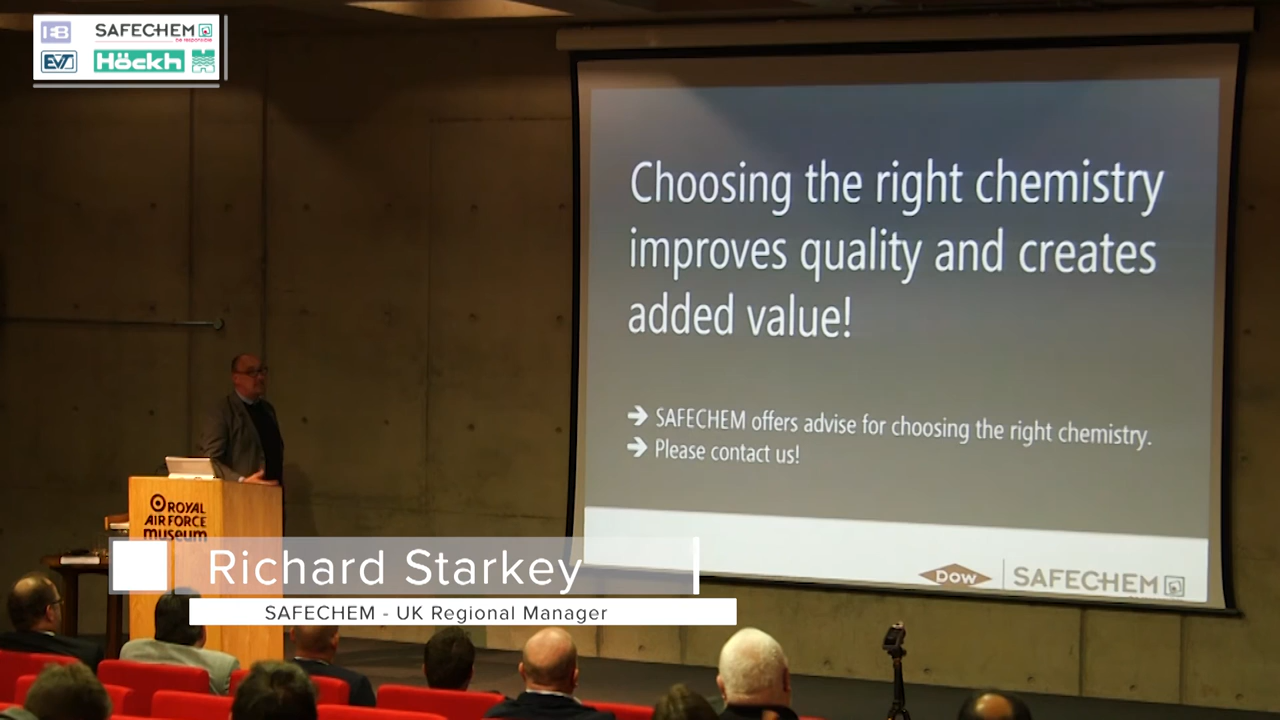 SAFECHEM
EVT
Höckh
Choosing the right chemistry
improves quality and creates
added value!
SAFECHEM offers advise for choosing the right chemistry.
Please contact us!
DOW
SAFECHEM
ROYAL
AIR FORCE
museum
Richard Starkey
SAFECHEM - UK Regional Manager